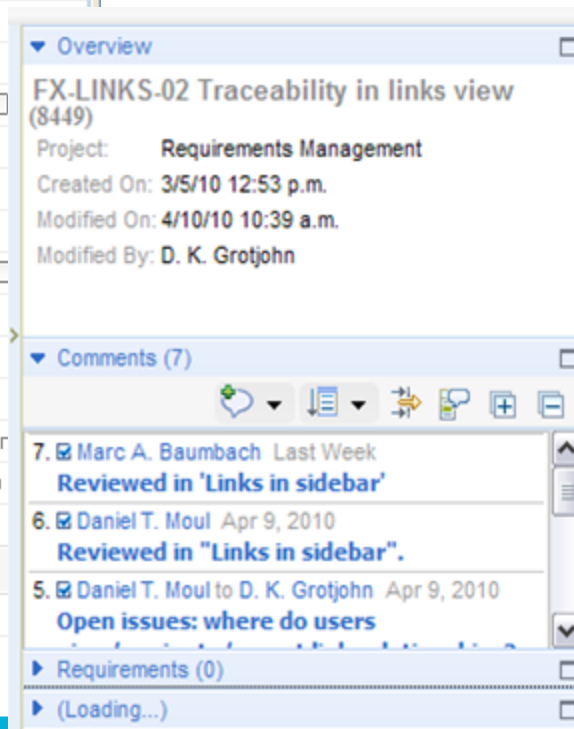 Overview
FX-LINKS-02 Traceability in links view
(8449)
Project: Requirements Management
Created On: 3/5/10 12:53 p.m.
Modified On: 4/10/10 10:39 a.m.
Modified By: D. K. Grotjohn
Comments (7)
7. Marc A. Baumbach Last Week
Reviewed in 'Links in sidebar'
6. Daniel T. Moul Apr 9, 2010
Reviewed in "Links in sidebar".
5. Daniel T. Moul to D. K. Grotjohn Apr 9, 2010
Open issues: where do users
Requirements (0)
(Loading...)